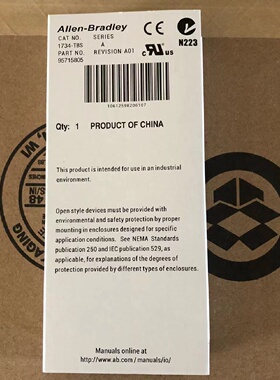 Allen-Bradley
CAT NO. SERIES
1734-TBS A
PART NO. REVISION A01
95715805
CE
c UL US
N223
Qty: 1 PRODUCT OF CHINA
This product is intended for use in an industrial
environment.
Open style devices must be provided with
environmental and safety protection by proper
mounting in enclosures designed for specific
application conditions. See NEMA Standards
publication 250 and IEC publication 529, as
applicable, for explanations of the degrees of
protection provided by different types of enclosures.
Manuals online at
http://www.ab.com/manuals/io/